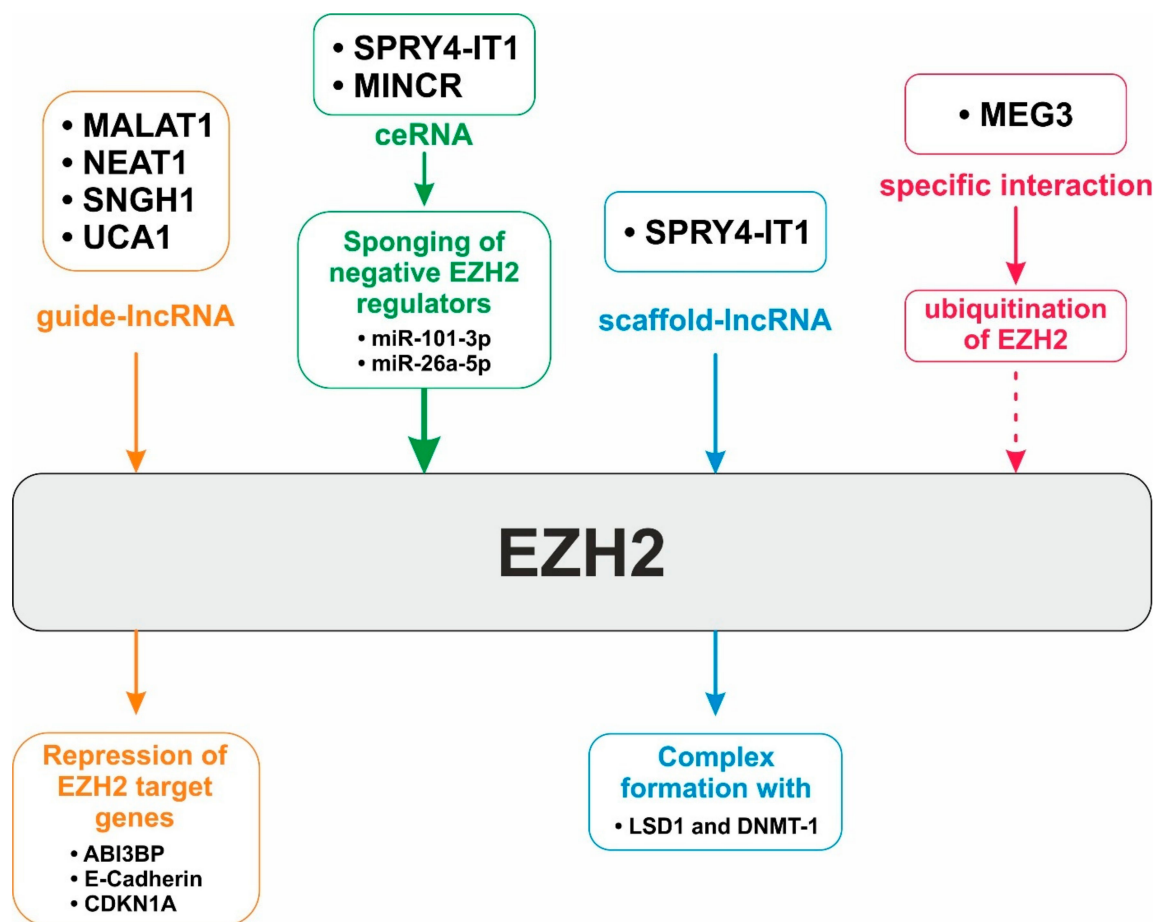 • MALAT1
• NEAT1
• SNGH1
• UCA1
guide-lncRNA
• SPRY4-IT1
• MINCR
ceRNA
Sponging of
negative EZH2
regulators
• miR-101-3p
• miR-26a-5p
• SPRY4-IT1
scaffold-lncRNA
• MEG3
specific interaction
ubiquitination
of EZH2
EZH2
Repression of
EZH2 target
genes
• ABI3BP
• E-Cadherin
• CDKN1A
Complex
formation with
• LSD1 and DNMT-1